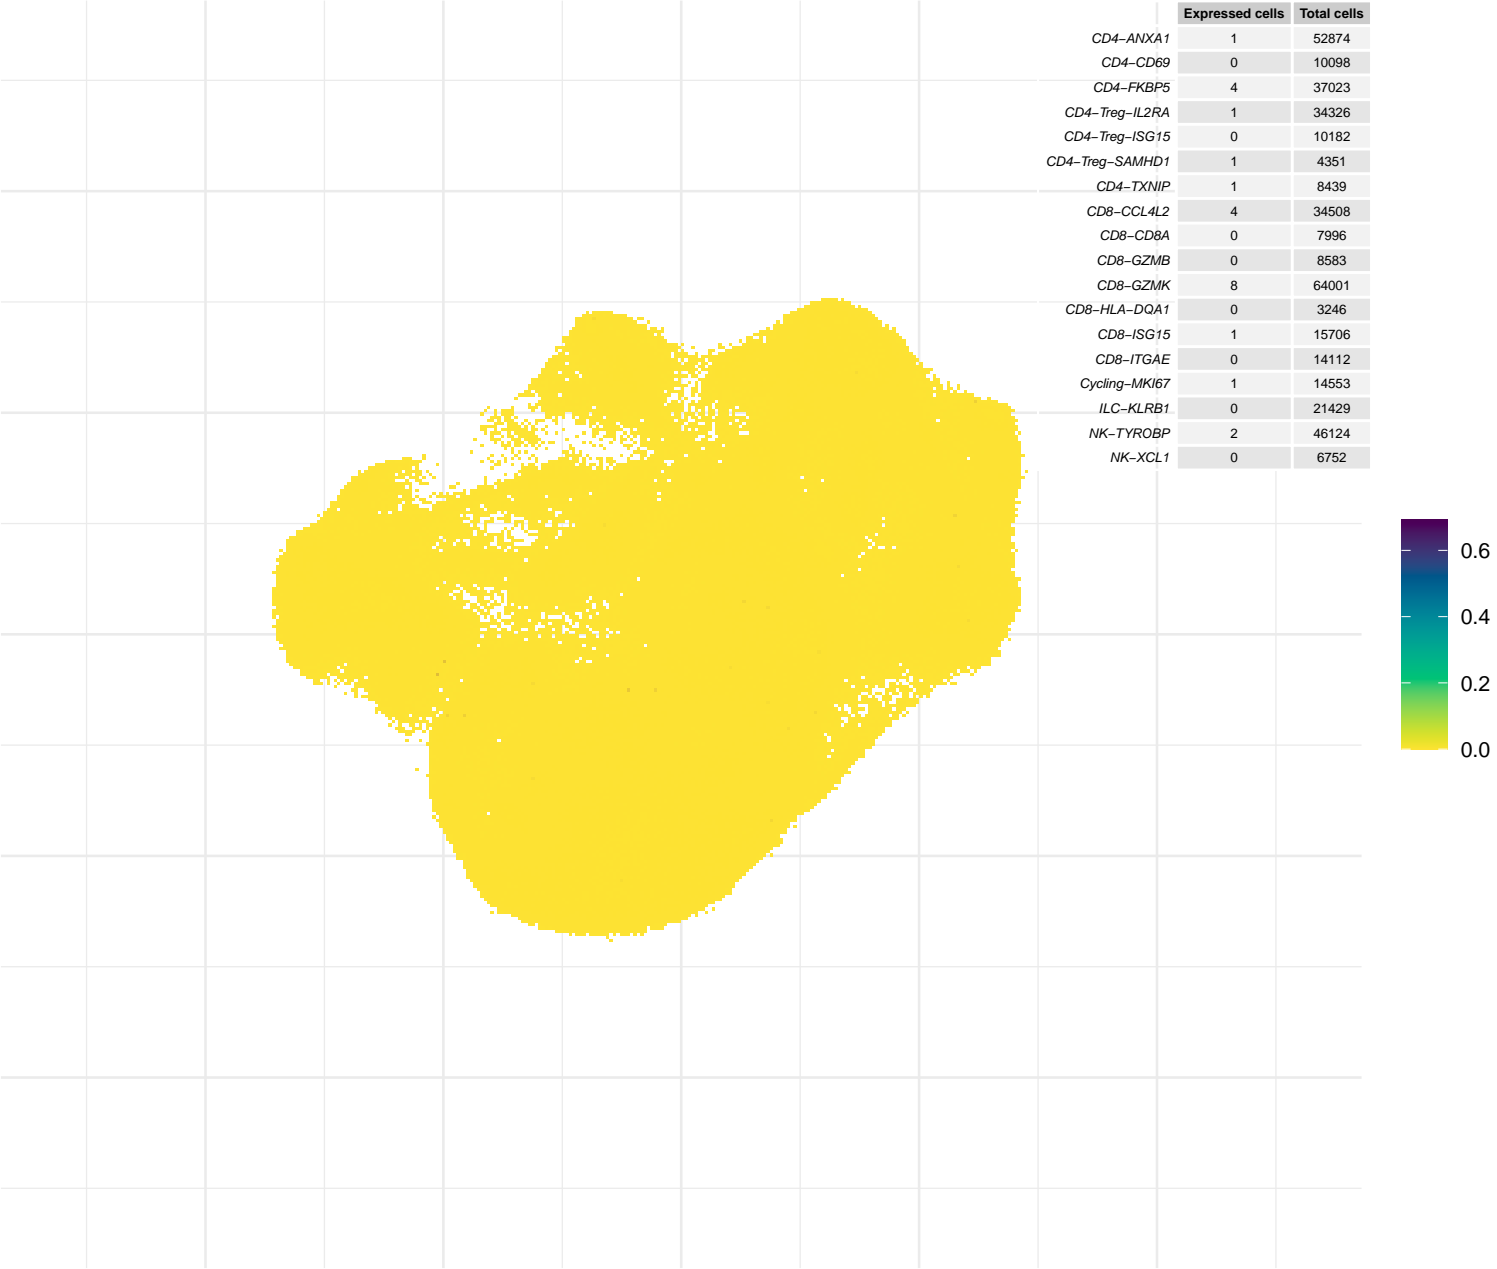 Expressed cells Total cells
CD4−ANXA1 1 52874
CD4−CD69 0 10098
CD4−FKBP5 4 37023
CD4−Treg−IL2RA 1 34326
CD4−Treg−ISG15 0 10182
CD4−Treg−SAMHD1 1 4351
CD4−TXNIP 1 8439
CD8−CCL4L2 4 34508
CD8−CD8A 0 7996
CD8−GZMB 0 8583
CD8−GZMK 8 64001
CD8−HLA−DQA1 0 3246
CD8−ISG15 1 15706
CD8−ITGAE 0 14112
Cycling−MKI67 1 14553
ILC−KLRB1 0 21429
NK−TYROBP 2 46124
NK−XCL1 0 6752
0.6
0.4
0.2
0.0